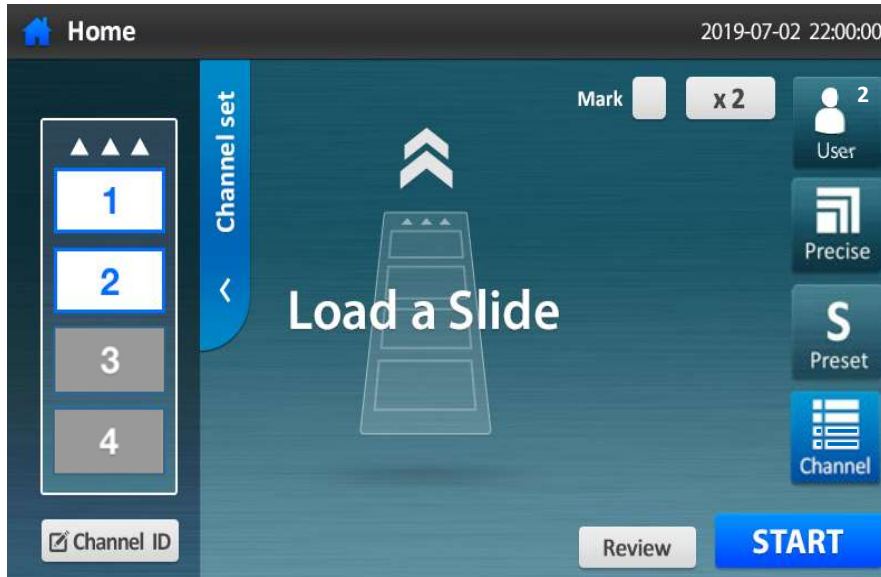 Home
2019-07-02 22:00:00
1
2
3
4
Channel ID
Channel set
Mark
x 2
Load a Slide
2
User
Precise
S
Preset
Channel
Review
START